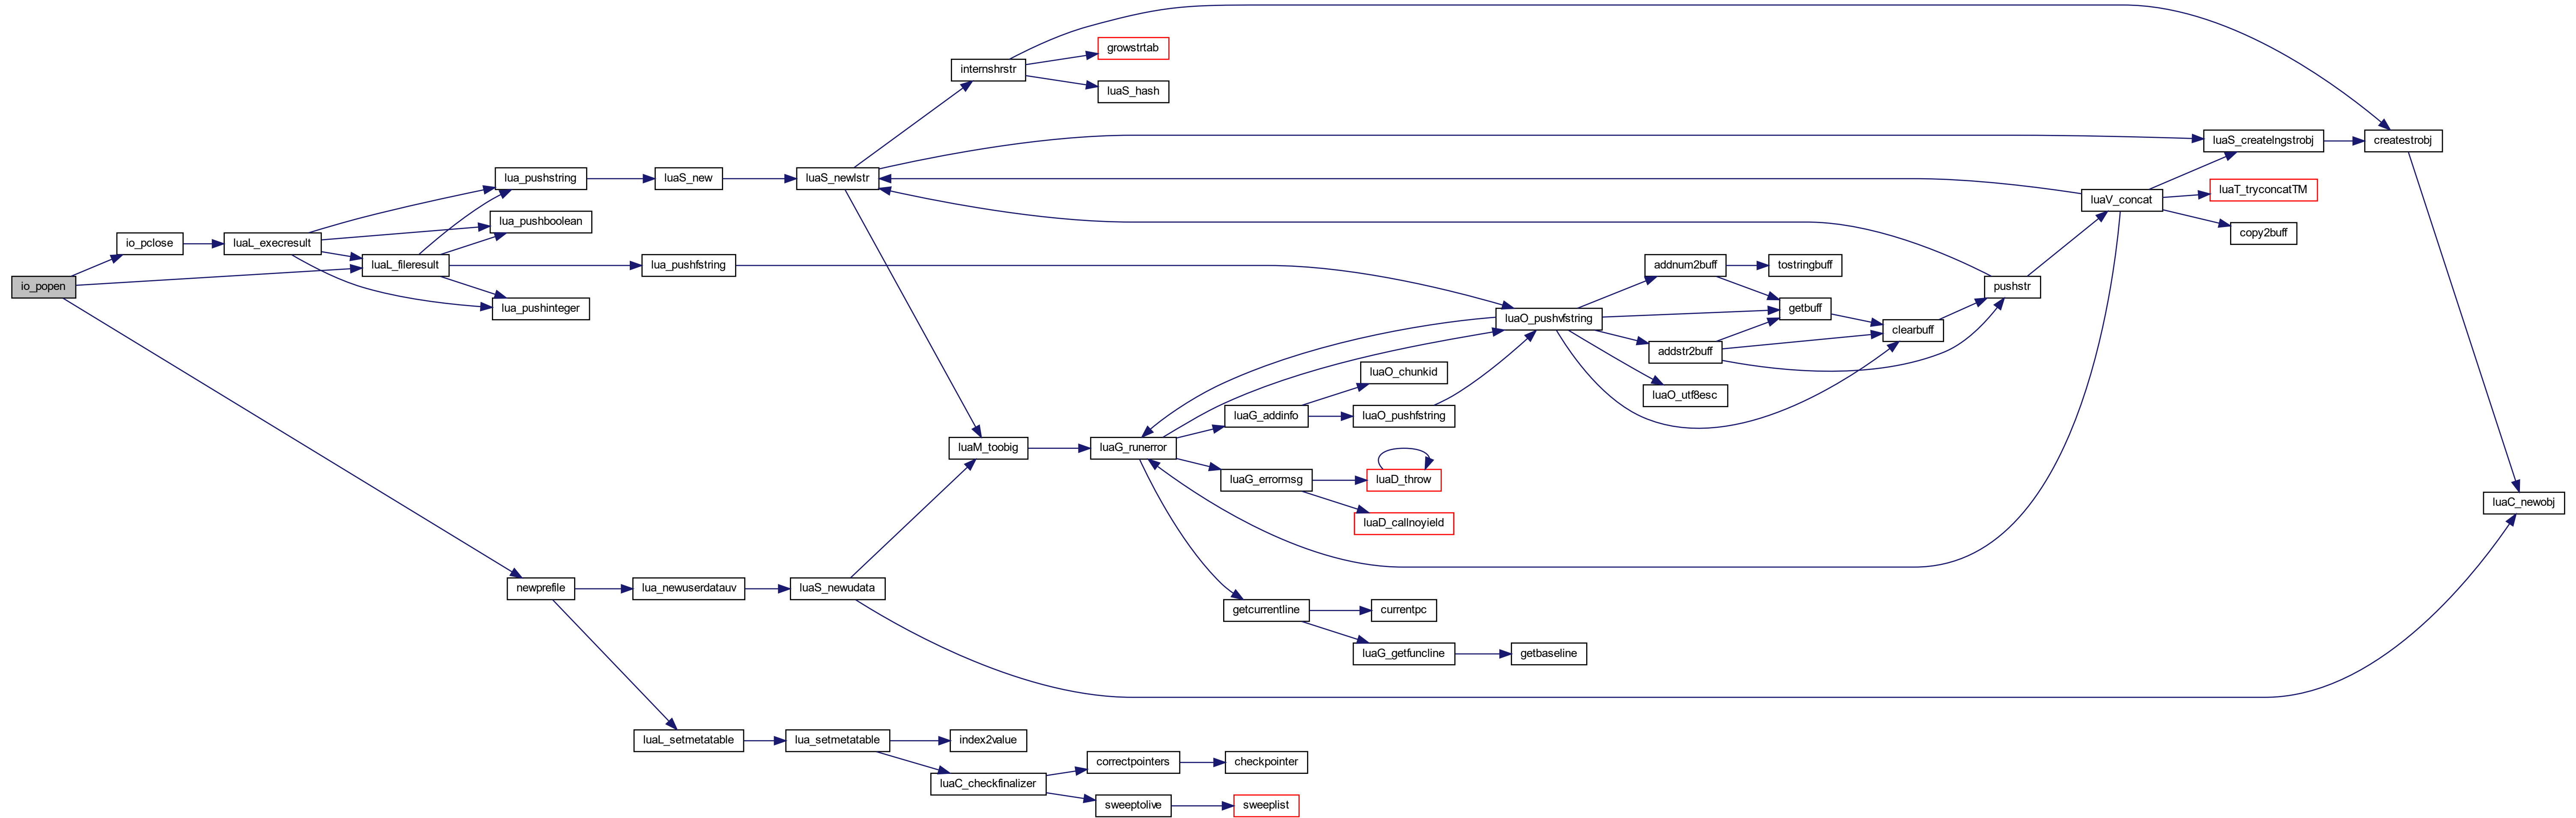 io_popen
io_pclose
luaL_execresult
lua_pushstring
lua_pushboolean
luaL_fileresult
lua_pushinteger
luaS_new
lua_pushfstring
luaS_newlstr
internshrstr
growstrtab
luaS_hash
luaM_toobig
luaG_runerror
luaG_addinfo
luaO_chunkid
luaO_pushfstring
luaG_errormsg
luaD_throw
luaD_callnoyield
getcurrentline
currentpc
luaG_getfuncline
getbaseline
luaO_pushvfstring
addnum2buff
tostringbuff
getbuff
addstr2buff
luaO_utf8esc
clearbuff
pushstr
luaV_concat
luaS_createlngstrobj
luaT_tryconcatTM
copy2buff
createstrobj
luaC_newobj
newprefile
lua_newuserdatauv
luaS_newudata
luaL_setmetatable
lua_setmetatable
index2value
luaC_checkfinalizer
correctpointers
checkpointer
sweeptolive
sweeplist